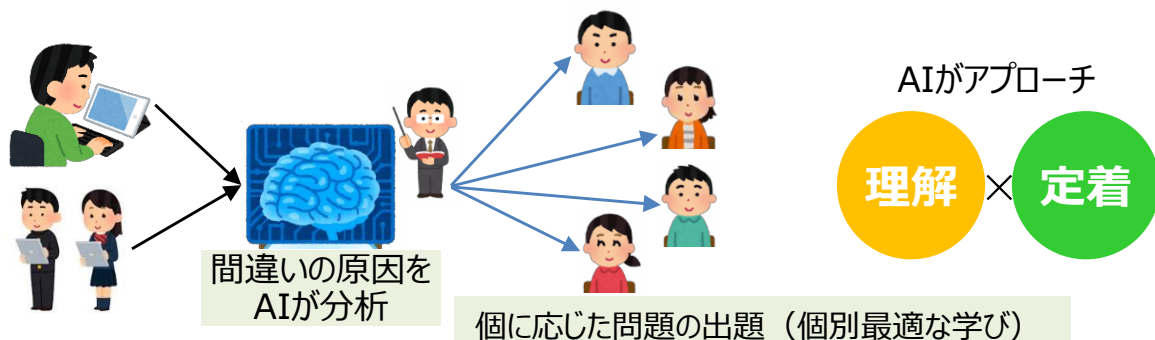 間違いの原因を
AIが分析
個に応じた問題の出題（個別最適な学び）
AIがアプローチ
理解×定着